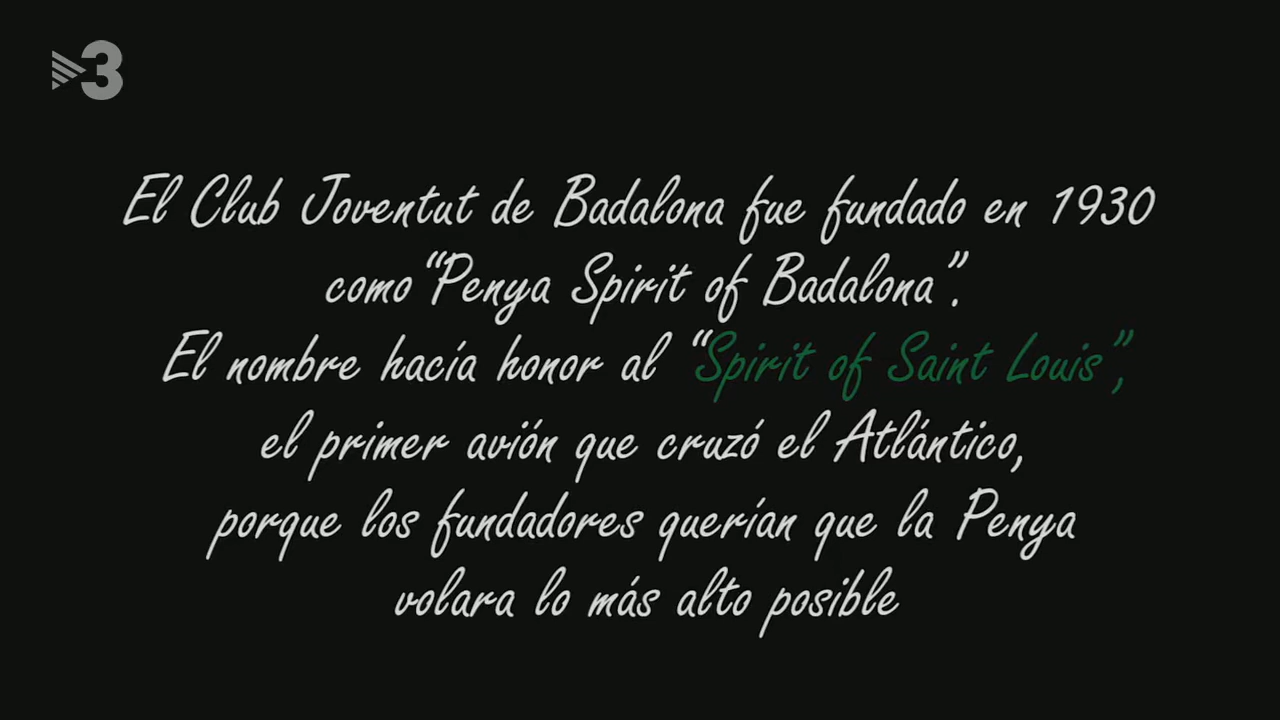 3
El Club Joventut de Badalona fue fundado en 1930
como “Penya Spirit of Badalona”.
El nombre hacía honor al “Spirit of Saint Louis”,
el primer avión que cruzó el Atlántico,
porque los fundadores querían que la Penya
volara lo más alto posible